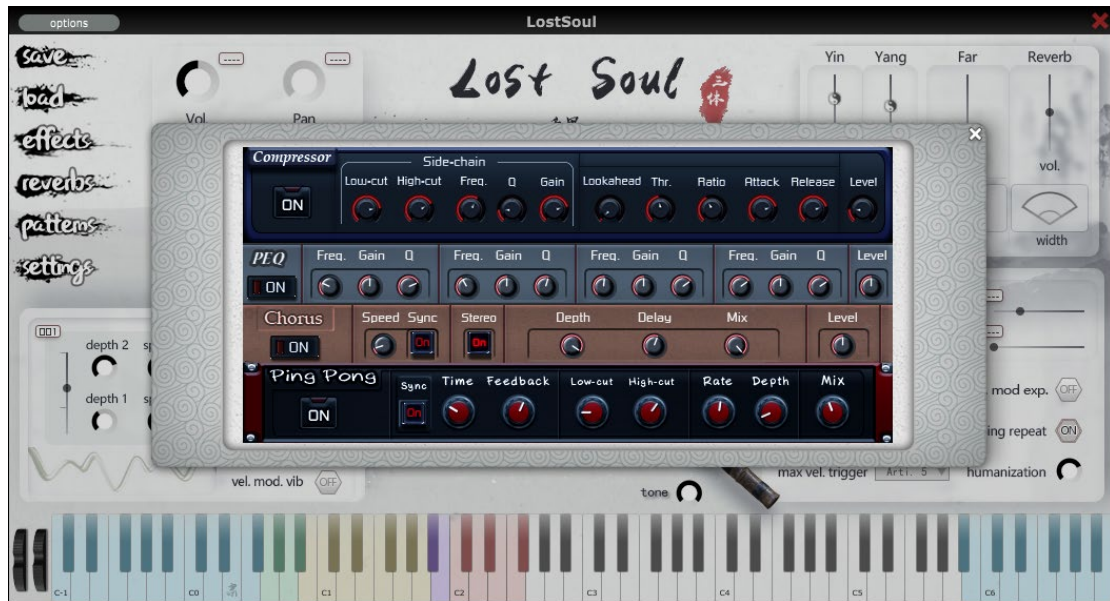 options
LostSoul
save
load
effects
reverbs
patterns
settings
----
----
Vol
Pan
Lost Soul
Yin
Yang
Far
Reverb
vol.
width
Compressor
ON
Side-chain
Low-cut High-cut Freq. Q Gain
Lookahead Thr. Ratio Attack Release Level
PEQ
ON
Freq. Gain Q
Freq. Gain Q
Freq. Gain Q
Freq. Gain Q
Level
Chorus
ON
Speed Sync
On
Stereo
On
Depth Delay Mix
Level
Ping Pong
ON
Sync
On
Time Feedback
Low-cut High-cut
Rate Depth
Mix
001
depth 2
depth 1
vel. mod. vib OFF
tone
mod exp. OFF
repeat ON
max vel. trigger Arti. 5
humanization
C-1
C0
C1
C2
C3
C4
C5
C6